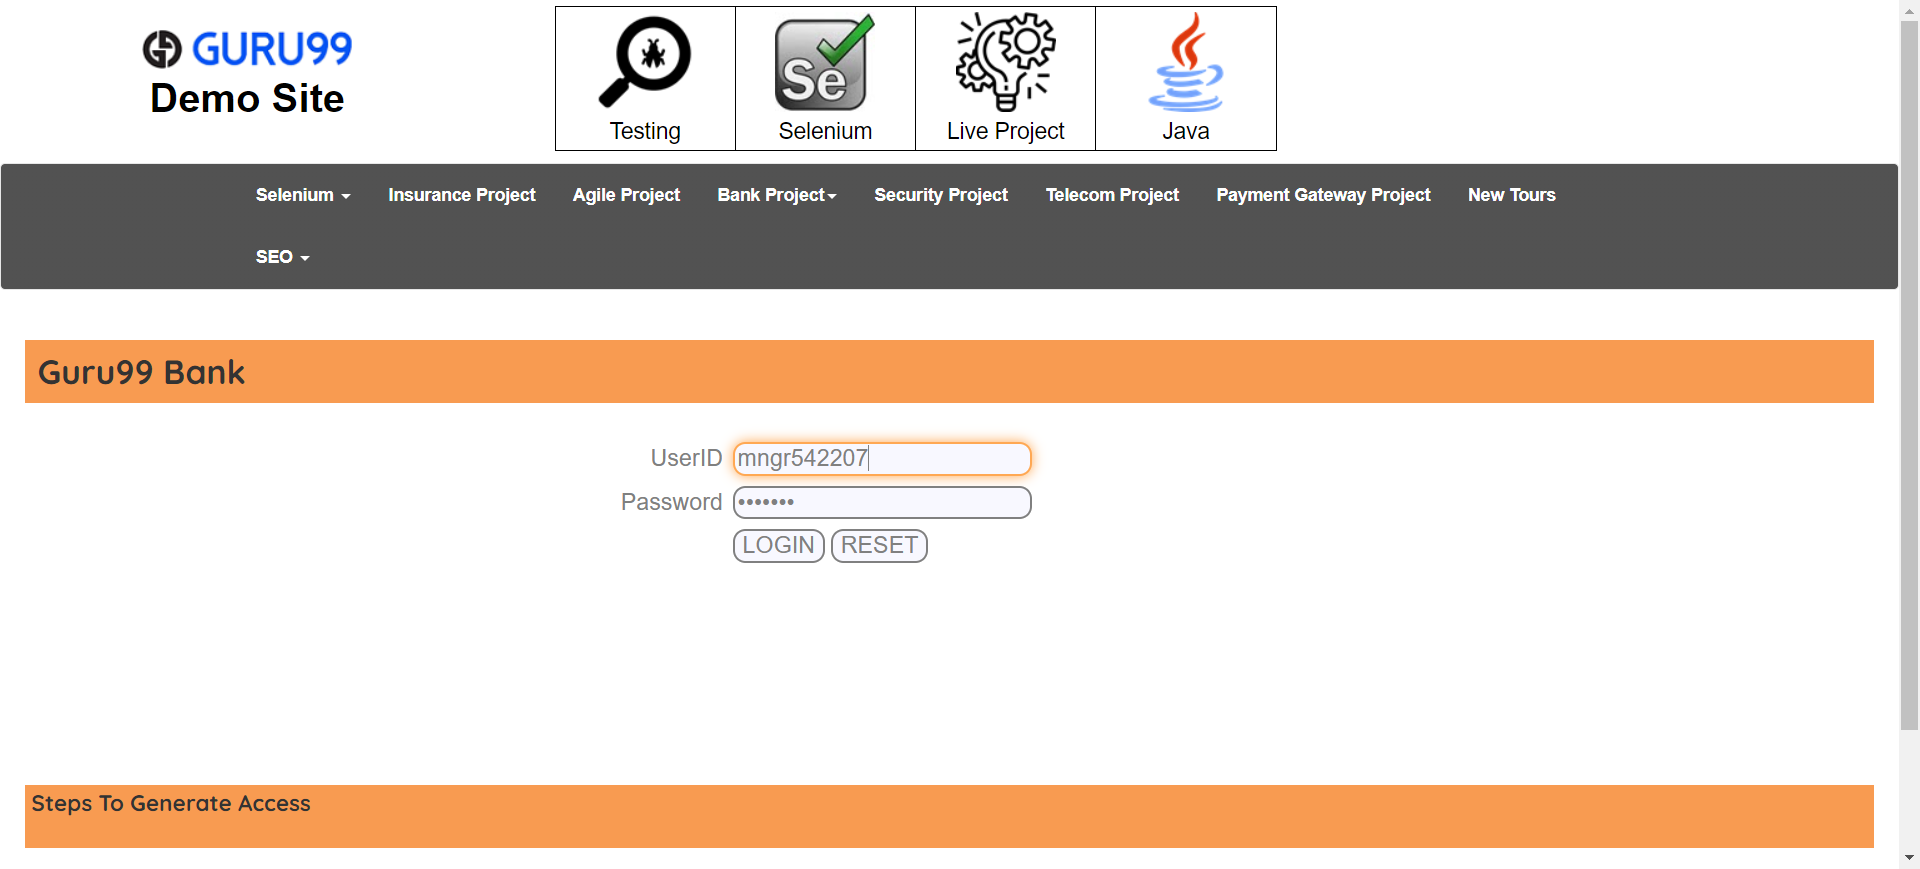 GURU99
Demo Site
Se
Testing
Selenium
Live Project
Java
Selenium
Insurance Project
Agile Project
Bank Project
Security Project
Telecom Project
Payment Gateway Project
New Tours
SEO
Guru99 Bank
UserID mngr542207
Password •••••••
LOGIN RESET
Steps To Generate Access